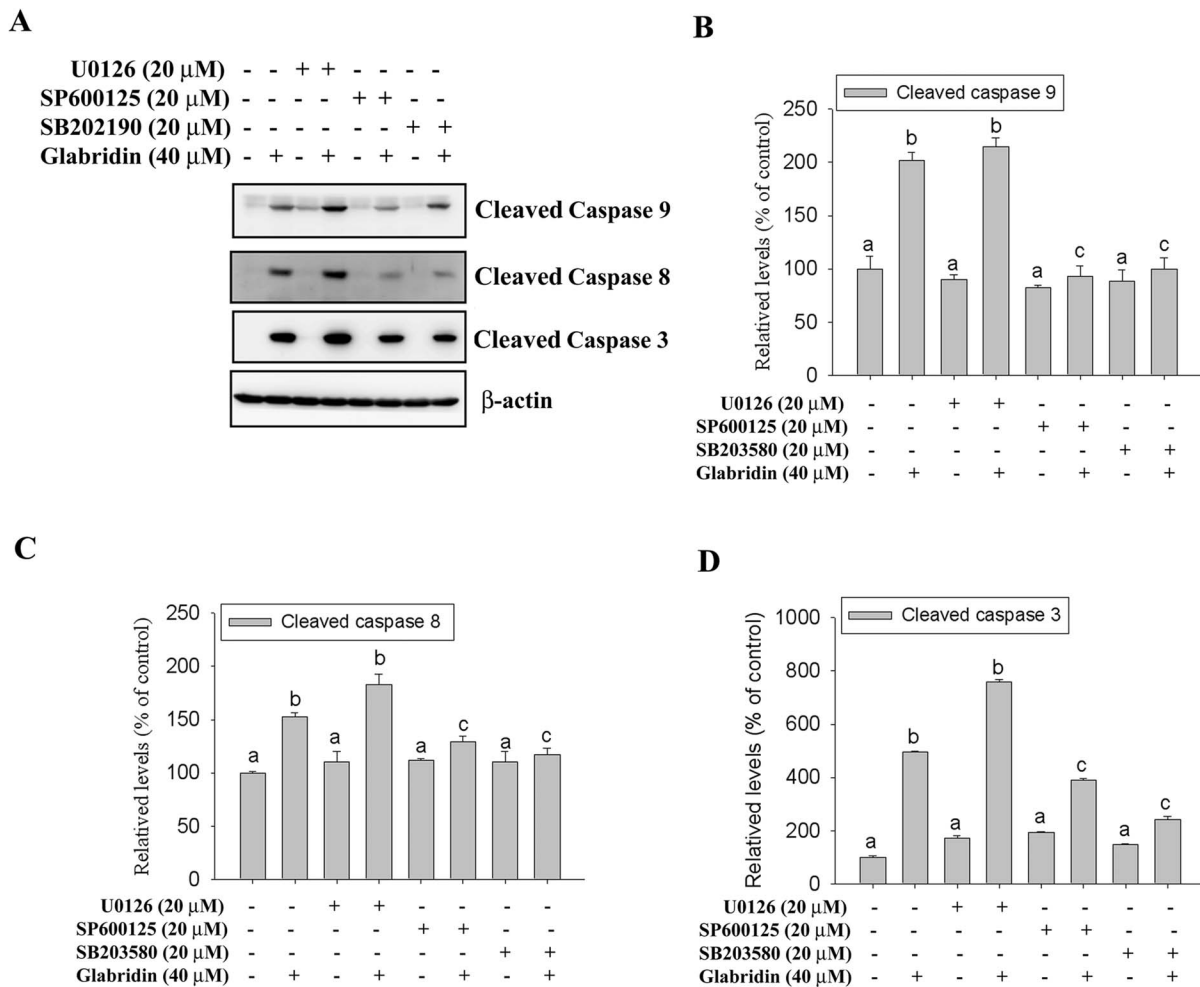 A
U0126 (20 μM) - - + + - - - -
SP600125 (20 μM) - - - - + + - -
SB202190 (20 μM) - - - - - - + +
Glabridin (40 μM) - + - + - + - +
Cleaved Caspase 9
Cleaved Caspase 8
Cleaved Caspase 3
β-actin
B
Relatived levels (% of control)
250
200
150
100
50
0
Cleaved caspase 9
a b a b a c a c
U0126 (20 μM) - - + + - - - -
SP600125 (20 μM) - - - - + + - -
SB203580 (20 μM) - - - - - - + +
Glabridin (40 μM) - + - + - + - +
C
Relatived levels (% of control)
250
200
150
100
50
0
Cleaved caspase 8
a b a b a c a c
U0126 (20 μM) - - + + - - - -
SP600125 (20 μM) - - - - + + - -
SB203580 (20 μM) - - - - - - + +
Glabridin (40 μM) - + - + - + - +
D
Relatived levels (% of control)
1000
800
600
400
200
0
Cleaved caspase 3
a b a b a c a c
U0126 (20 μM) - - + + - - - -
SP600125 (20 μM) - - - - + + - -
SB203580 (20 μM) - - - - - - + +
Glabridin (40 μM) - + - + - + - +